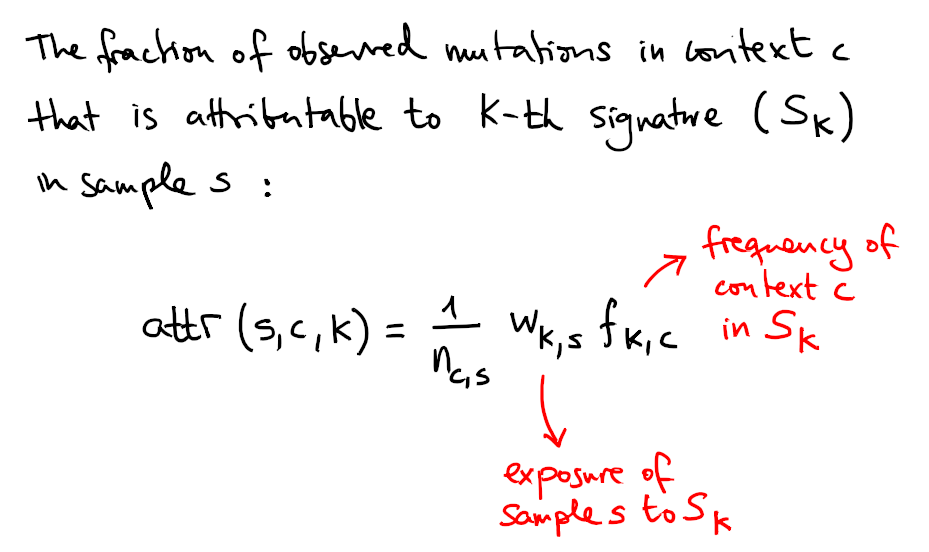 The fraction of observed mutations in context c
that is attributable to k-th signature (S_k)
in sample s :
frequency of
context c
in S_k
attr (s,c,k) = 1/n_{c,s} w_{k,s} f_{k,c}
exposure of
sample s to S_k